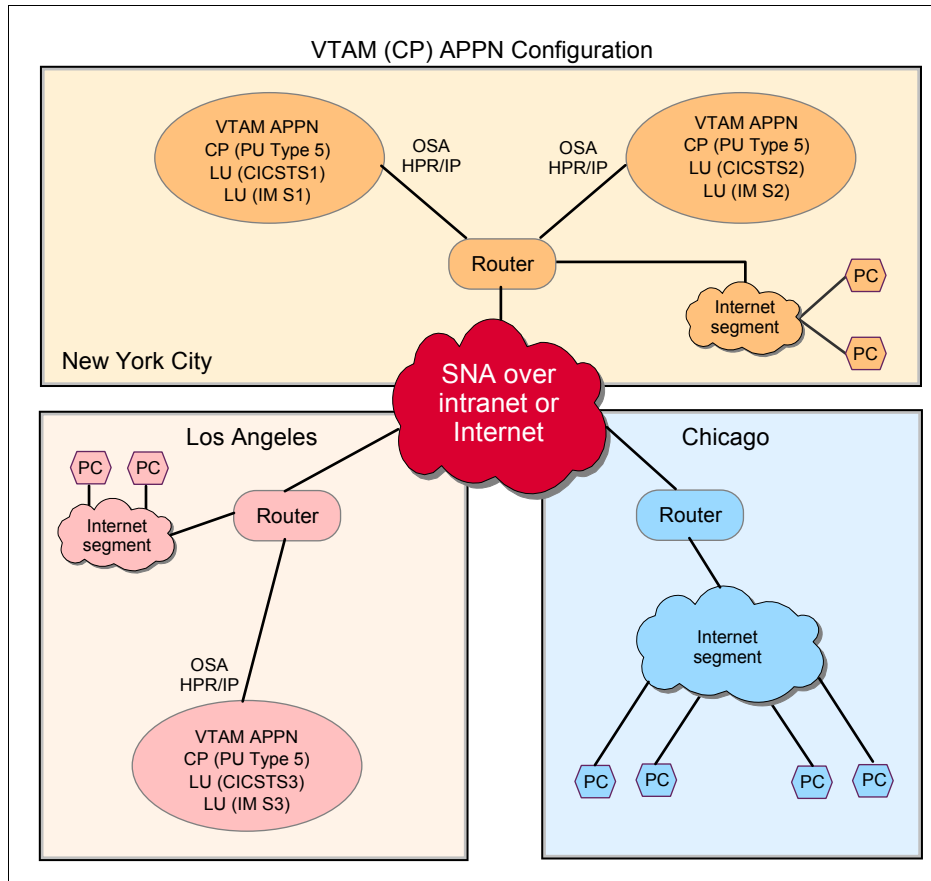 VTAM (CP) APPN Configuration
VTAM APPN
CP (PU Type 5)
LU (CICSTS1)
LU (IM S1)
OSA
HPR/IP
OSA
HPR/IP
VTAM APPN
CP (PU Type 5)
LU (CICSTS2)
LU (IM S2)
Router
PC
Internet
segment
PC
New York City
SNA over
intranet or
Internet
Los Angeles
PC
PC
Internet
segment
Router
OSA
HPR/IP
VTAM APPN
CP (PU Type 5)
LU (CICSTS3)
LU (IM S3)
Chicago
Router
Internet
segment
PC
PC
PC
PC